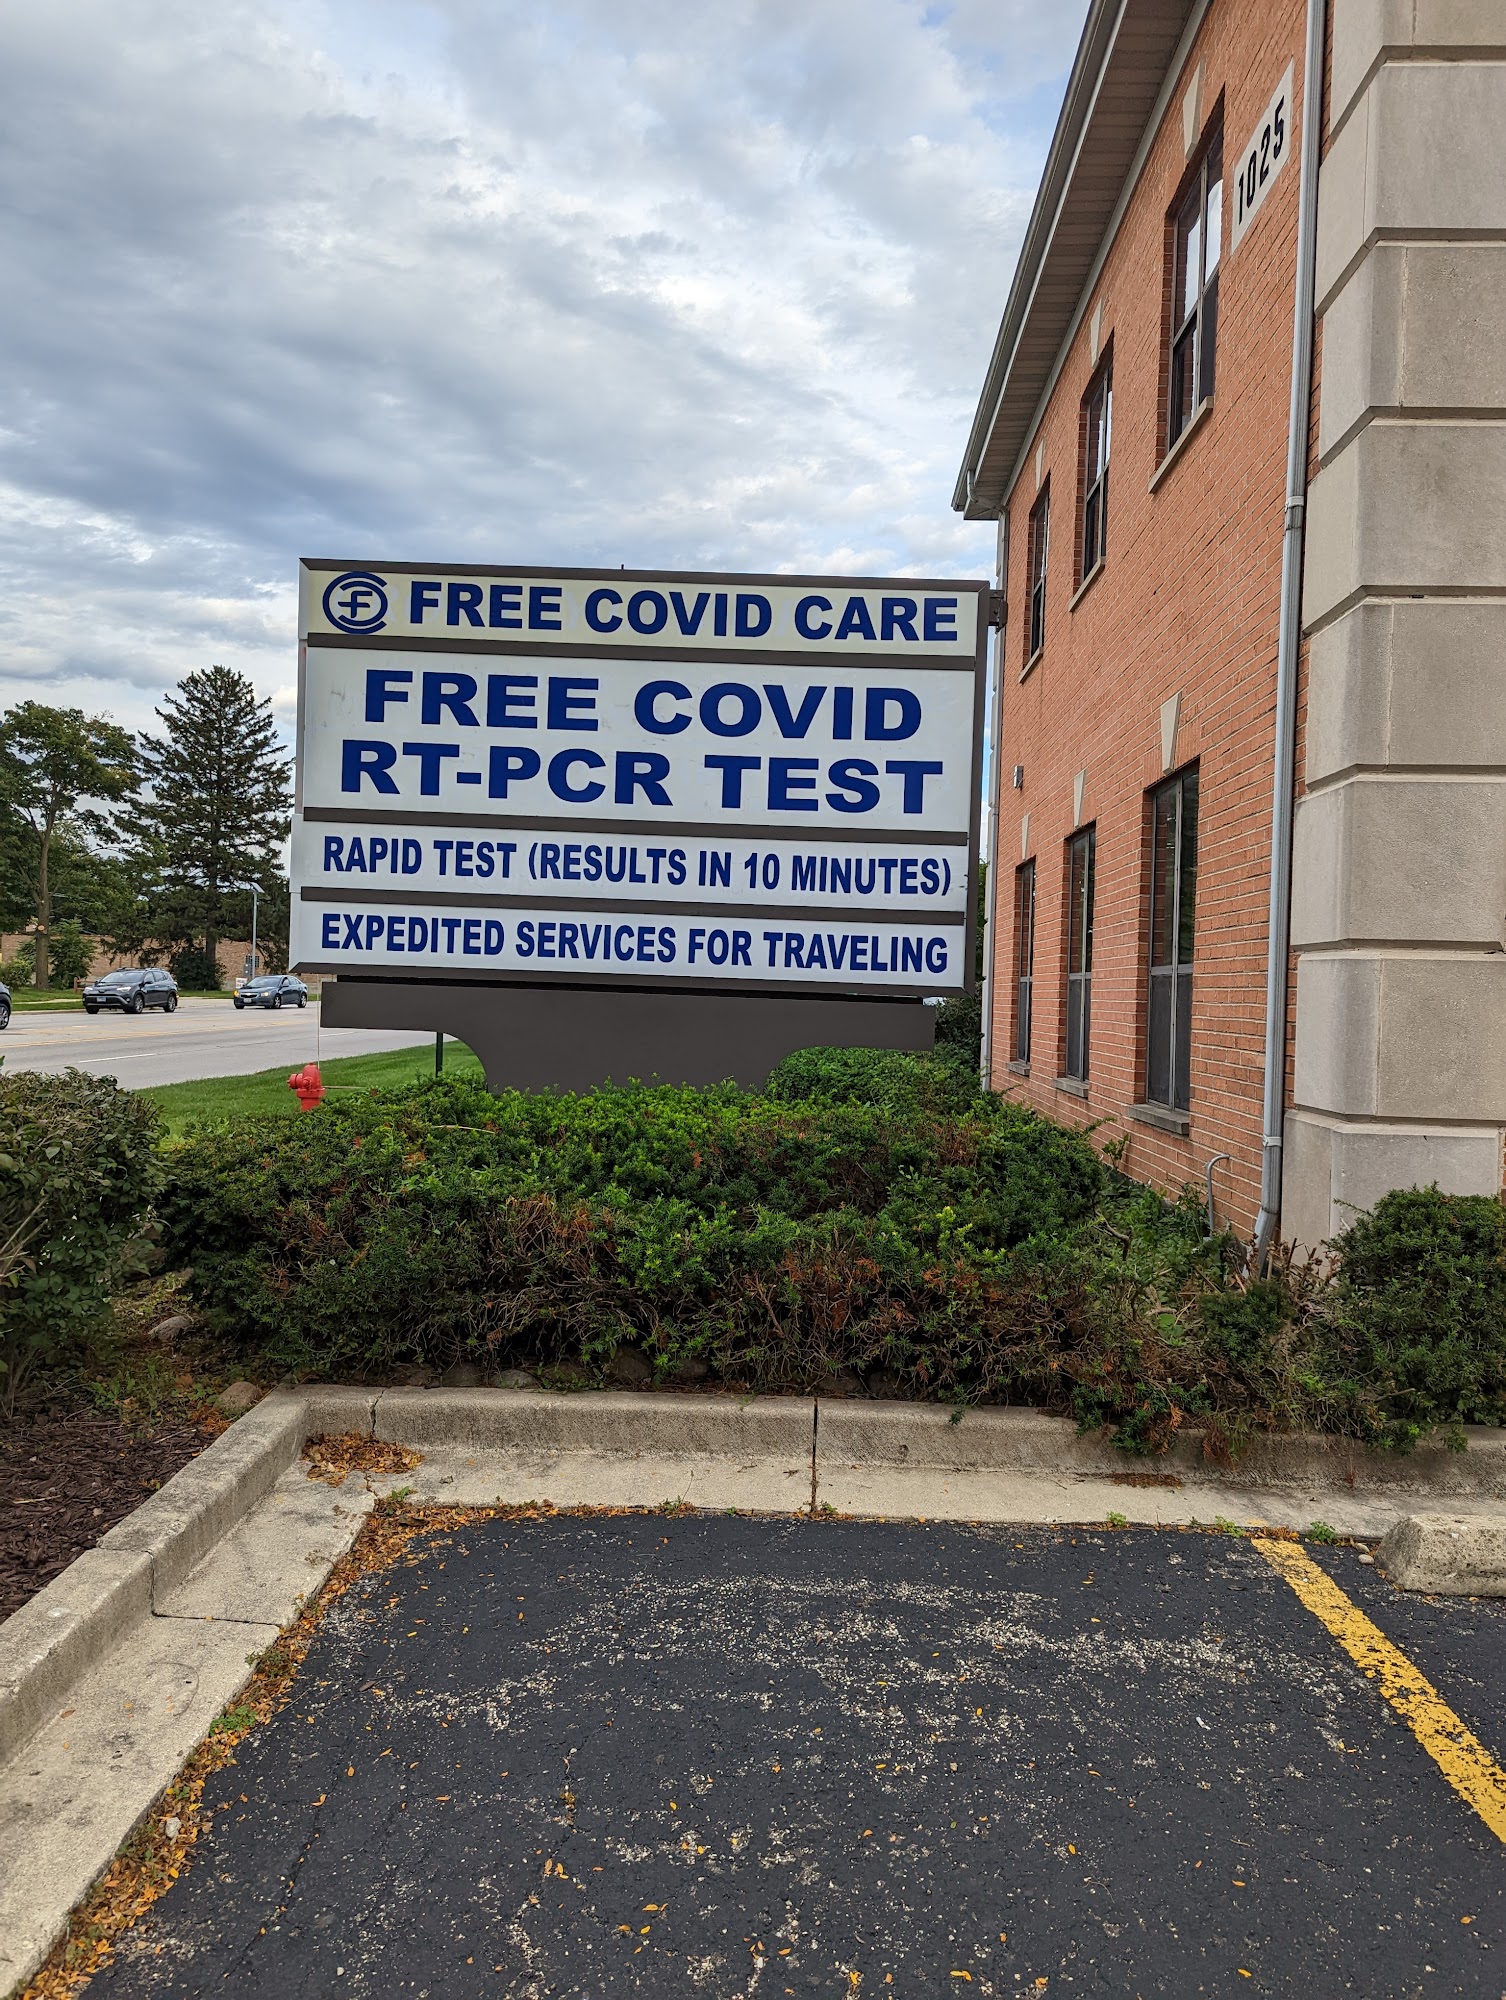 FREE COVID CARE
FREE COVID
RT-PCR TEST
RAPID TEST (RESULTS IN 10 MINUTES)
EXPEDITED SERVICES FOR TRAVELING
1025